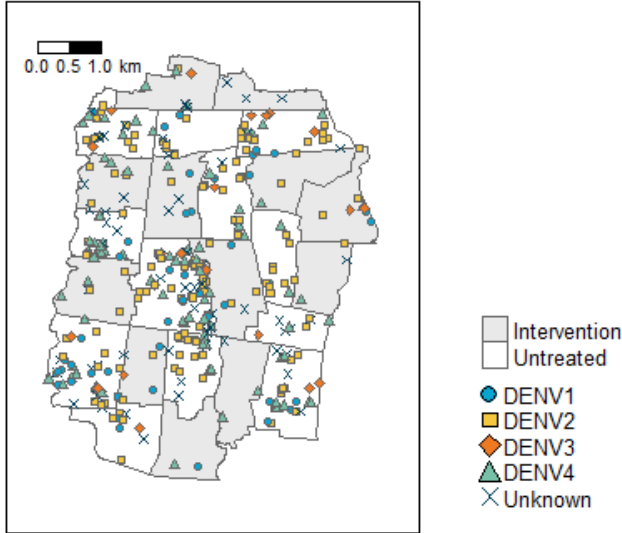 0.0 0.5 1.0 km
Intervention
Untreated
DENV1
DENV2
DENV3
DENV4
Unknown